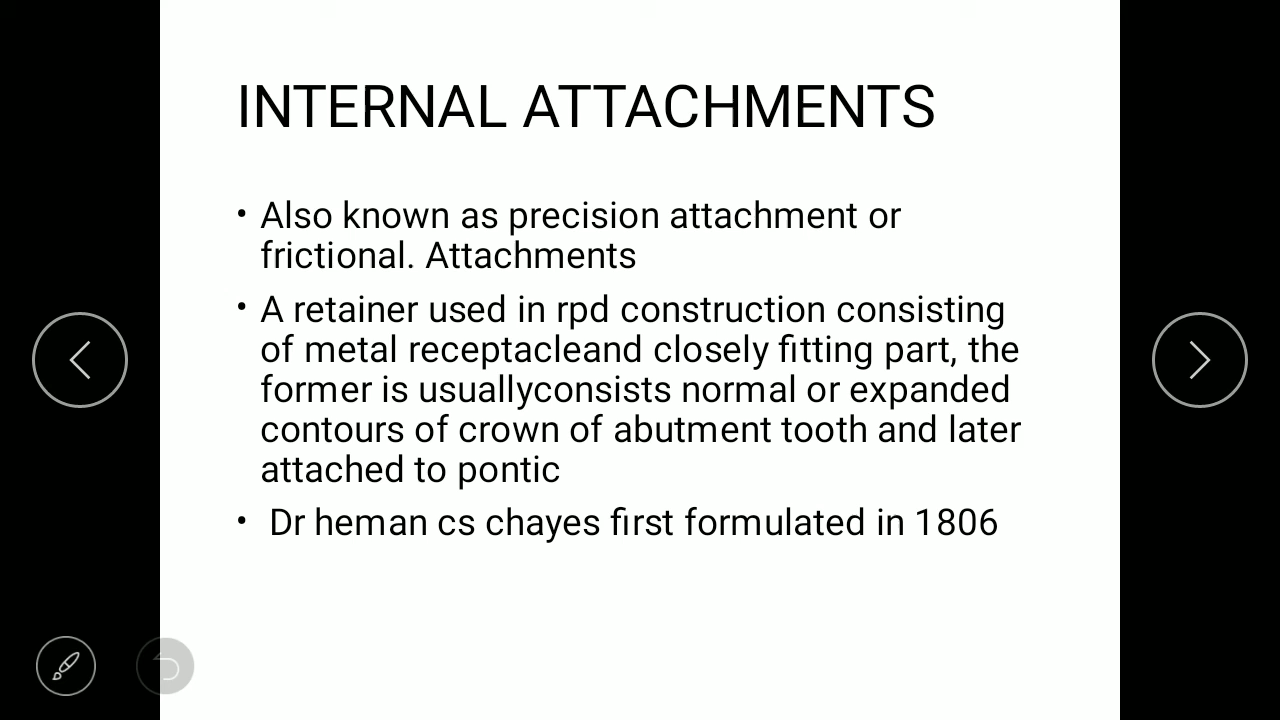 INTERNAL ATTACHMENTS
• Also known as precision attachment or
frictional. Attachments
• A retainer used in rpd construction consisting
of metal receptacleand closely fitting part, the
former is usuallyconsists normal or expanded
contours of crown of abutment tooth and later
attached to pontic
• Dr heman cs chayes first formulated in 1806